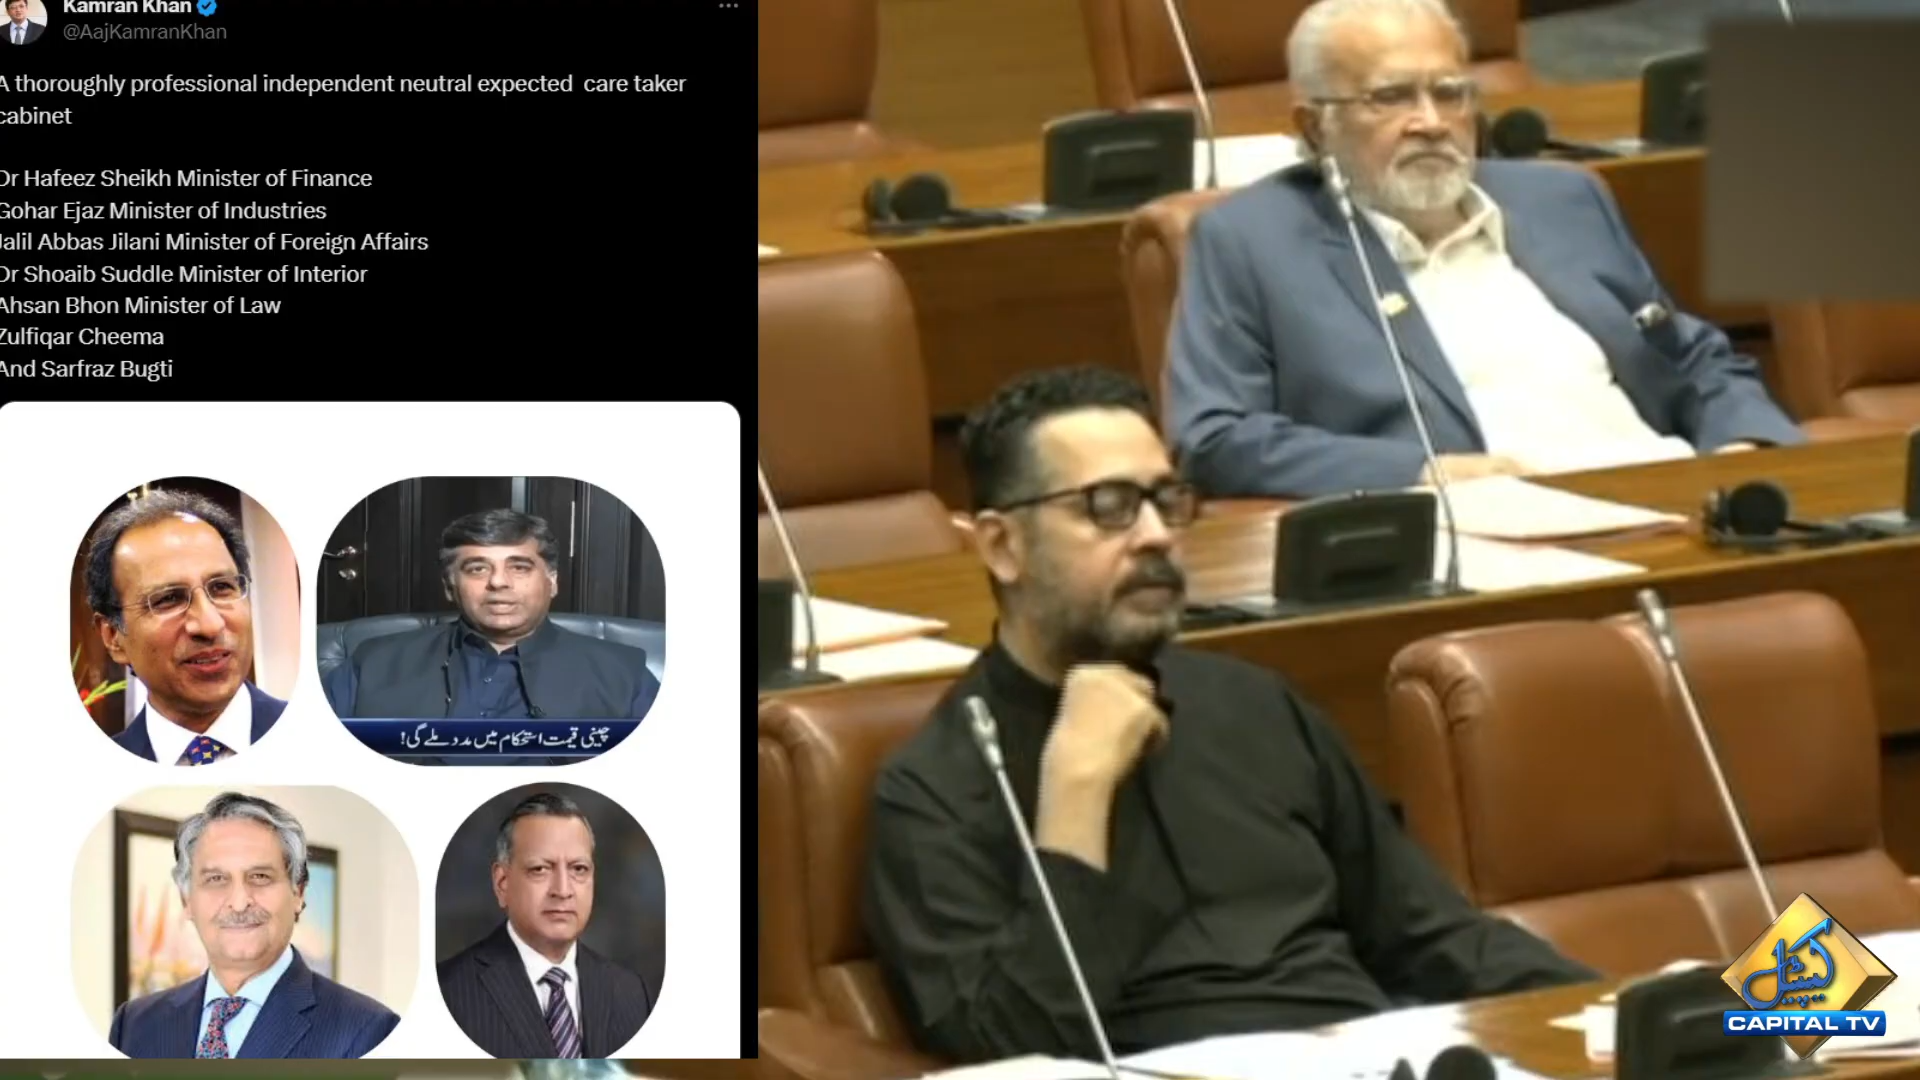 Kamran Khan
@AajKamranKhan
A thoroughly professional independent neutral expected care taker
cabinet
Dr Hafeez Sheikh Minister of Finance
Gohar Ejaz Minister of Industries
Jalil Abbas Jilani Minister of Foreign Affairs
Dr Shoaib Suddle Minister of Interior
Ahsan Bhon Minister of Law
Zulfiqar Cheema
And Sarfraz Bugti
چینی قیمت استحکام میں مدد ملے گی!
کیپیٹل
CAPITAL TV